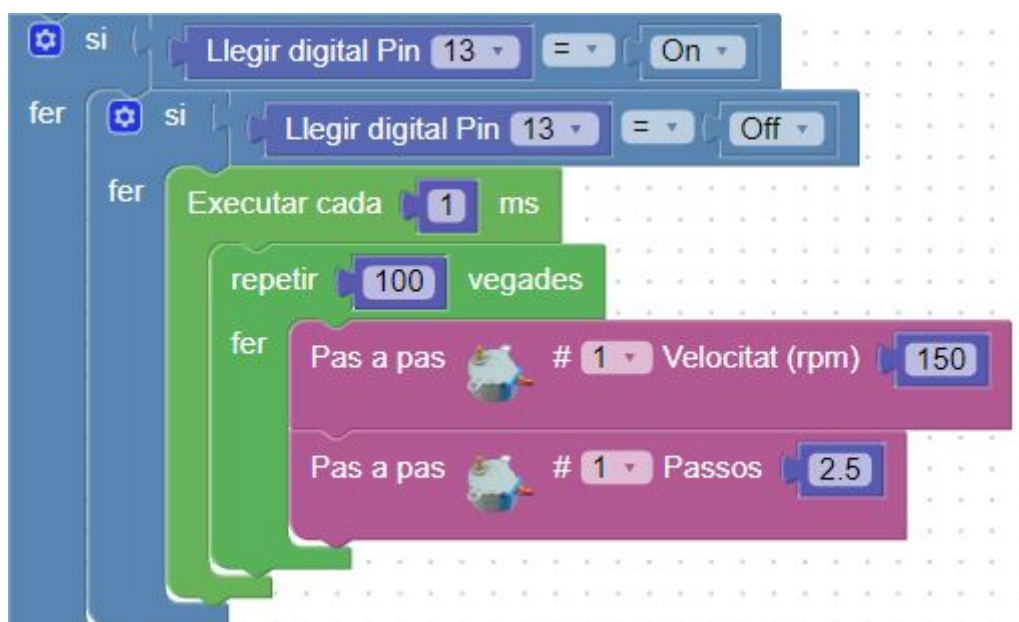 si Llegir digital Pin 13 = On
fer si Llegir digital Pin 13 = Off
fer Executar cada 1 ms
repetir 100 vegades
fer Pas a pas # 1 Velocitat (rpm) 150
Pas a pas # 1 Passos 2.5